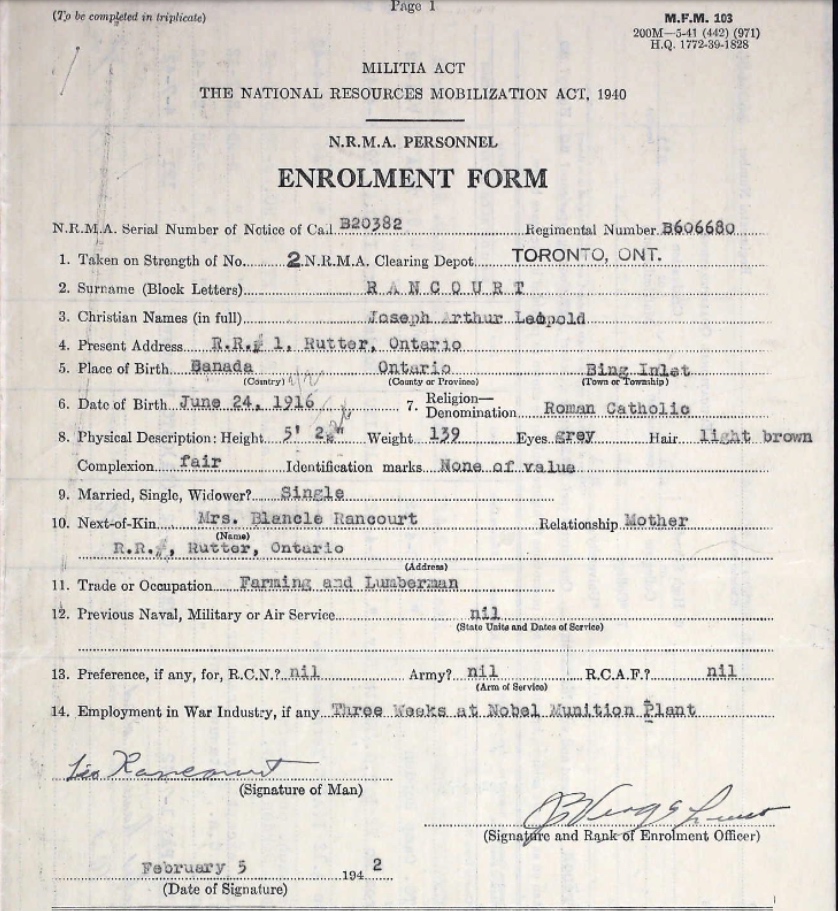 Page 1
(To be completed in triplicate)
M.F.M. 103
200M—5-41 (442) (971)
H.Q. 1772-39-1828
MILITIA ACT
THE NATIONAL RESOURCES MOBILIZATION ACT, 1940
N.R.M.A. PERSONNEL
ENROLMENT FORM
N.R.M.A. Serial Number of Notice of Call B20382 Regimental Number B606680
1. Taken on Strength of No. 2 N.R.M.A. Clearing Depot TORONTO, ONT.
2. Surname (Block Letters) RANCOURT
3. Christian Names (in full) Joseph Arthur Leopold
4. Present Address R.R.# 1, Rutter, Ontario
5. Place of Birth Banada Ontario Bing Inlet
(Country) (County or Province) (Town or Township)
6. Date of Birth June 24, 1916 7. Religion—Denomination Roman Catholic
8. Physical Description: Height 5' 2½" Weight 139 Eyes grey Hair light brown
Complexion fair Identification marks None of value
9. Married, Single, Widower? Single
10. Next-of-Kin Mrs. Blancle Rancourt Relationship Mother
(Name)
R.R.#, Rutter, Ontario
(Address)
11. Trade or Occupation Farming and Lumberman
12. Previous Naval, Military or Air Service nil
(State Units and Dates of Service)
13. Preference, if any, for, R.C.N.? nil Army? nil R.C.A.F.? nil
(Arm of Service)
14. Employment in War Industry, if any Three Weeks at Nobel Munition Plant
Leo Rancourt
(Signature of Man)
(Signature and Rank of Enrolment Officer)
February 5 1942
(Date of Signature)